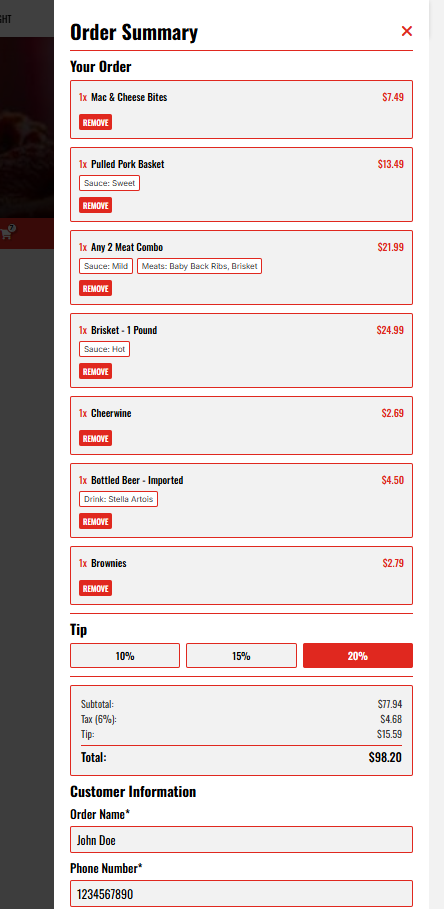 GHT
Order Summary
Your Order
1x Mac & Cheese Bites $7.49
REMOVE
1x Pulled Pork Basket $13.49
Sauce: Sweet
REMOVE
1x Any 2 Meat Combo $21.99
Sauce: Mild Meats: Baby Back Ribs, Brisket
REMOVE
1x Brisket - 1 Pound $24.99
Sauce: Hot
REMOVE
1x Cheerwine $2.69
REMOVE
1x Bottled Beer - Imported $4.50
Drink: Stella Artois
REMOVE
1x Brownies $2.79
REMOVE
Tip
10% 15% 20%
Subtotal: $77.94
Tax (6%): $4.68
Tip: $15.59
Total: $98.20
Customer Information
Order Name*
John Doe
Phone Number*
1234567890